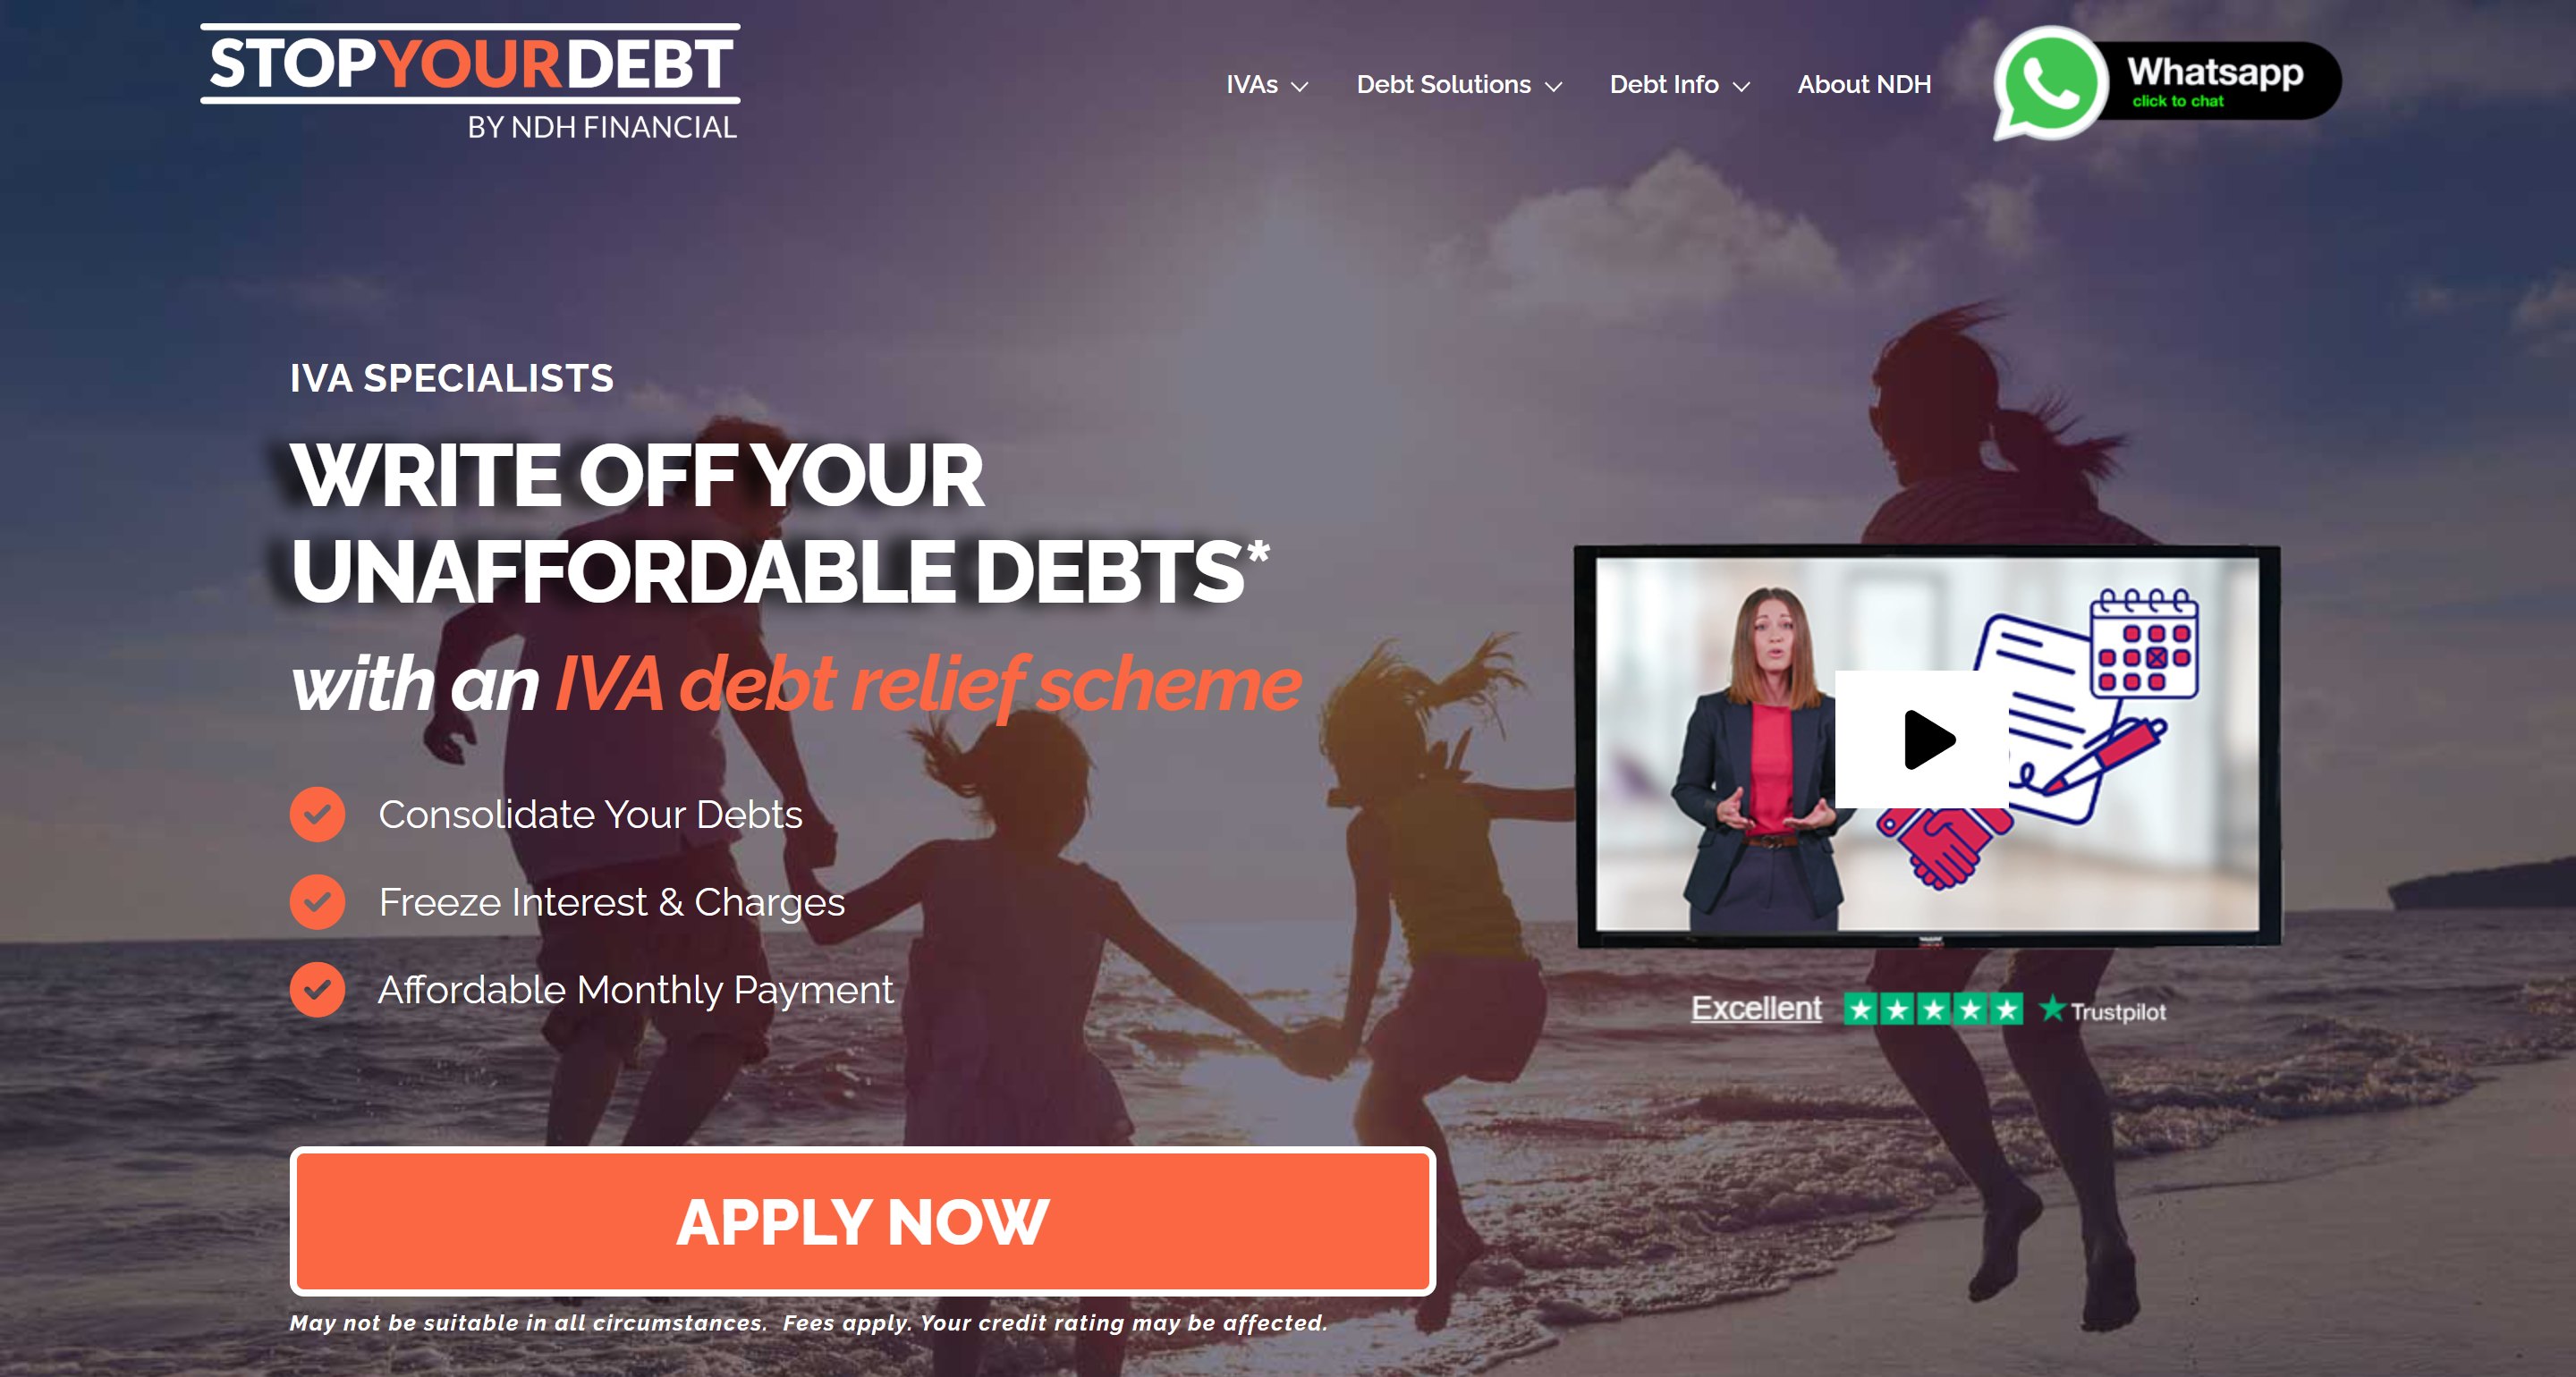 STOPYOURDEBT
BY NDH FINANCIAL
IVAs
Debt Solutions
Debt Info
About NDH
Whatsapp
click to chat
IVA SPECIALISTS
WRITE OFF YOUR
UNAFFORDABLE DEBTS*
with an IVA debt relief scheme
Consolidate Your Debts
Freeze Interest & Charges
Affordable Monthly Payment
Excellent Trustpilot
APPLY NOW
May not be suitable in all circumstances. Fees apply. Your credit rating may be affected.